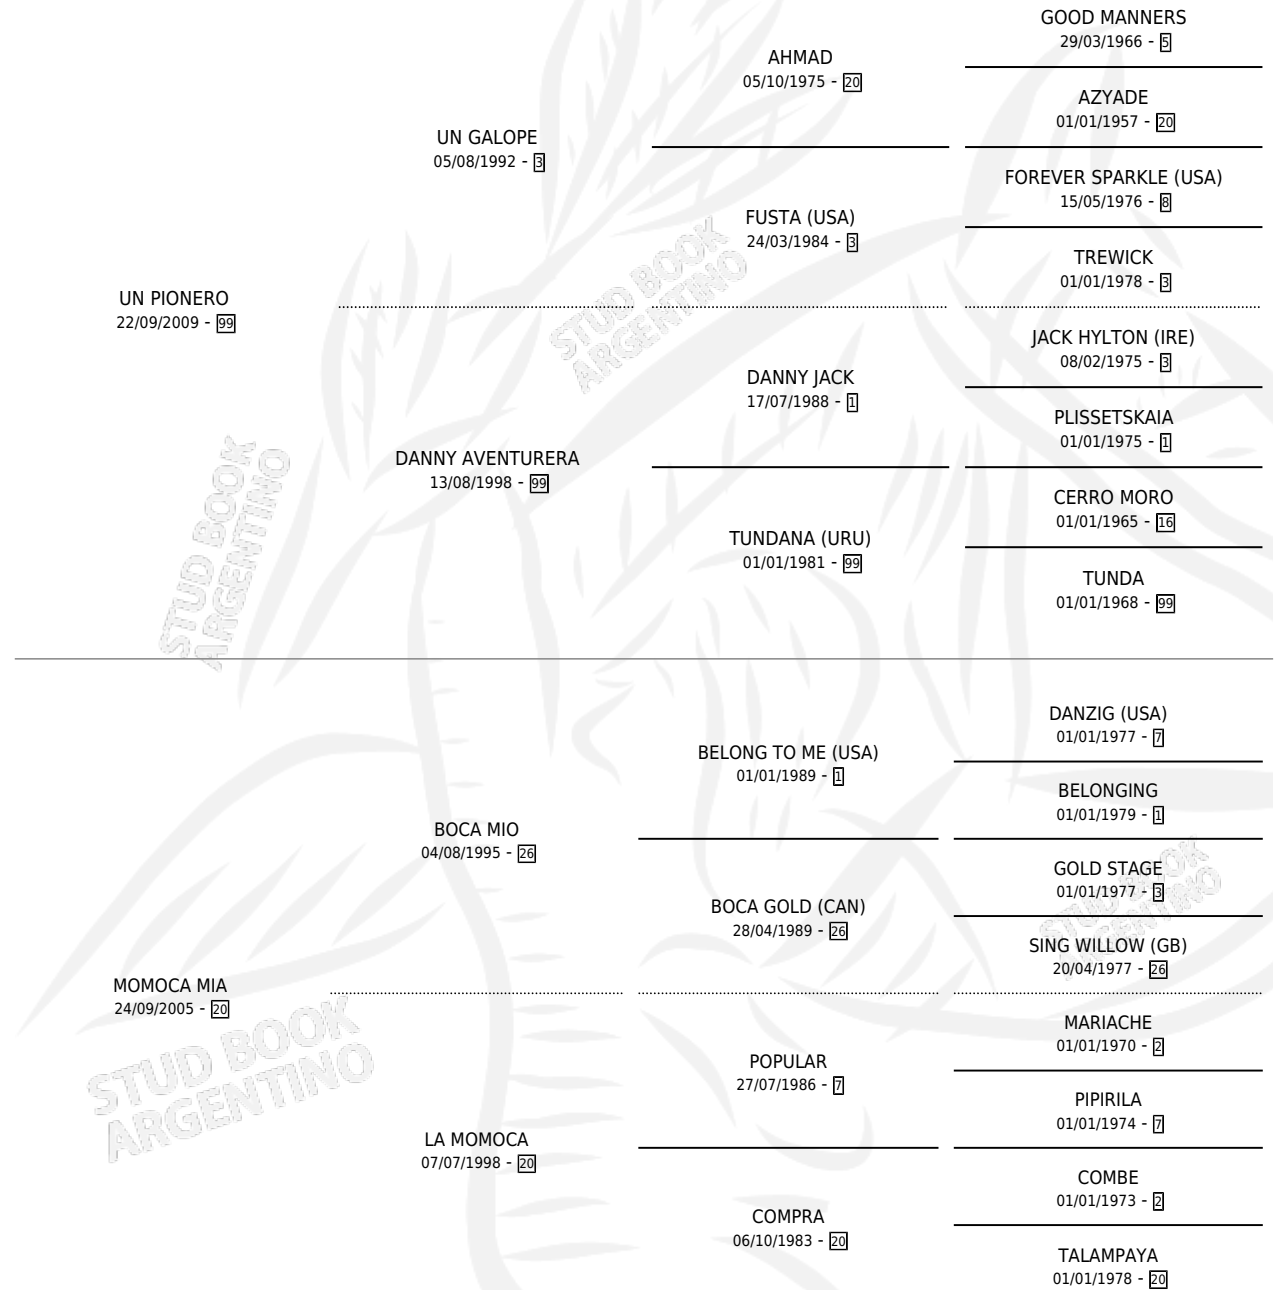 GOOD MANNERS
29/03/1966 - 5
AHMAD
05/10/1975 - 20
AZYADE
01/01/1957 - 20
UN GALOPE
05/08/1992 - 3
FOREVER SPARKLE (USA)
15/05/1976 - 8
FUSTA (USA)
24/03/1984 - 3
TREWICK
01/01/1978 - 3
UN PIONERO
22/09/2009 - 99
JACK HYLTON (IRE)
08/02/1975 - 3
DANNY JACK
17/07/1988 - 1
PLISSETSKAIA
01/01/1975 - 1
DANNY AVENTURERA
13/08/1998 - 99
CERRO MORO
01/01/1965 - 16
TUNDANA (URU)
01/01/1981 - 99
TUNDA
01/01/1968 - 99
STUD BOOK
ARGENTINO
STUD BOOK
ARGENTINO
DANZIG (USA)
01/01/1977 - 7
BELONG TO ME (USA)
01/01/1989 - 1
BELONGING
01/01/1979 - 1
BOCA MIO
04/08/1995 - 26
GOLD STAGE
01/01/1977 - 3
BOCA GOLD (CAN)
28/04/1989 - 26
SING WILLOW (GB)
20/04/1977 - 26
MOMOCA MIA
24/09/2005 - 20
MARIACHE
01/01/1970 - 2
POPULAR
27/07/1986 - 7
PIPIRILA
01/01/1974 - 7
LA MOMOCA
07/07/1998 - 20
COMBE
01/01/1973 - 2
COMPRA
06/10/1983 - 20
TALAMPAYA
01/01/1978 - 20
STUD BOOK
ARGENTINO
STUD BOOK
ARGENTINO